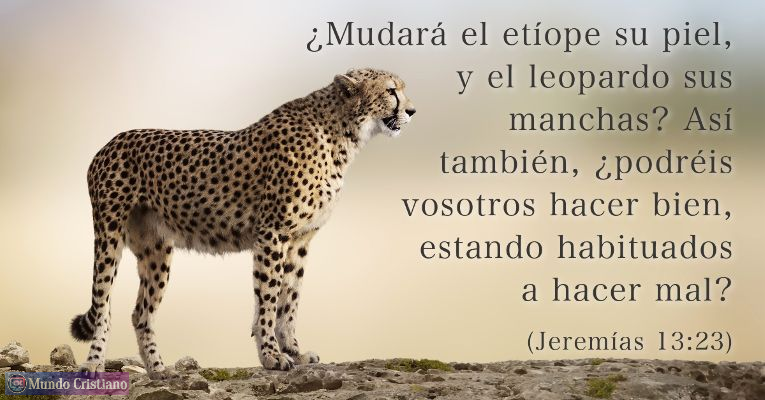 ¿Mudará el etíope su piel,
y el leopardo sus
manchas? Así
también, ¿podréis
vosotros hacer bien,
estando habituados
a hacer mal?
(Jeremías 13:23)
Mundo Cristiano